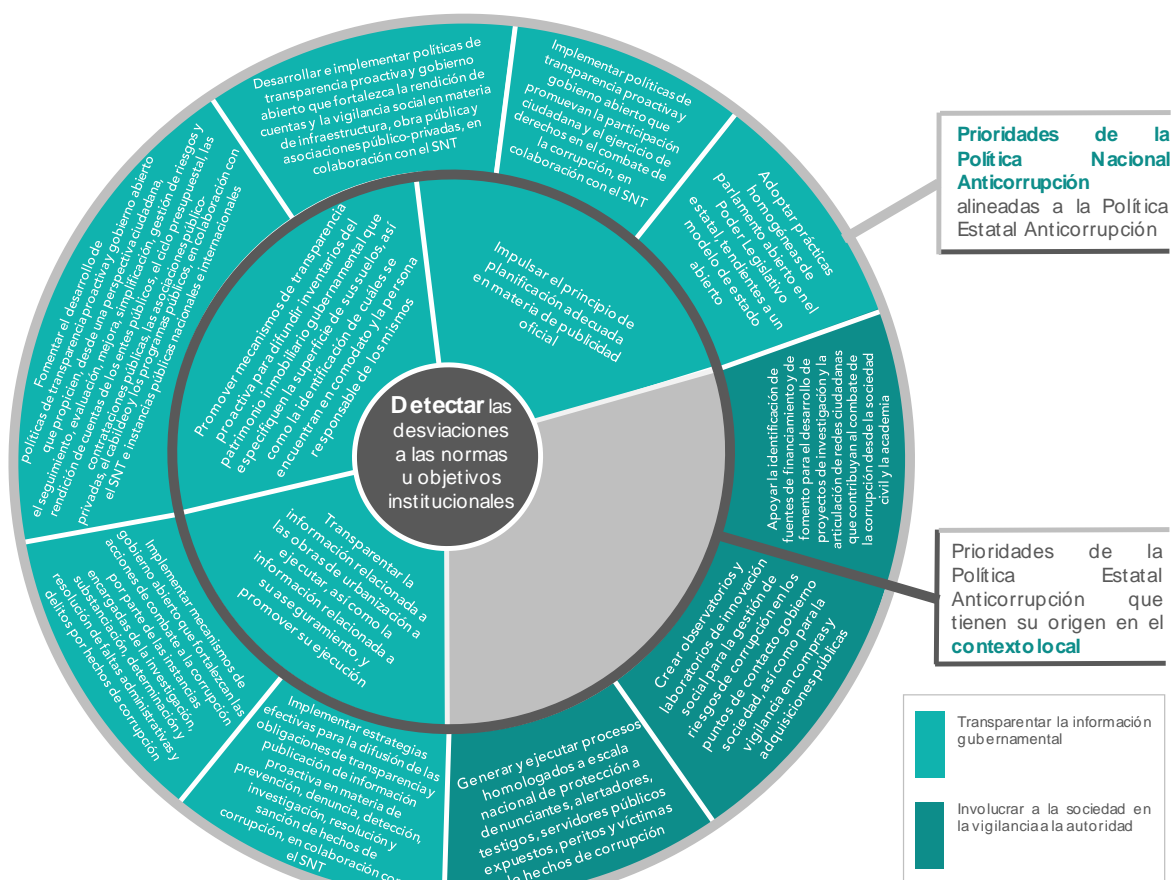 Desarrollar e implementar políticas de
transparencia proactiva y gobierno
abierto que fortalezca la rendición de
cuentas y la vigilancia social en materia
de infraestructura, obra pública y
asociaciones público-privadas, en
colaboración con el SNT
Implementar políticas de
transparencia proactiva y
gobierno abierto que
promuevan la participación
ciudadana y el ejercicio de
derechos en el combate de
la corrupción, en
colaboración con el SNT
Adoptar prácticas
homogéneas de
parlamento abierto en el
Poder Legislativo
estatal, tendientes a un
modelo de estado
abierto
Apoyar la identificación de
fuentes de financiamiento y de
fomento para el desarrollo de
proyectos de investigación y la
articulación de redes ciudadanas
que contribuyan al combate de
la corrupción desde la sociedad
civil y la academia
Crear observatorios y
laboratorios de innovación
social para la gestión de
riesgos de corrupción en los
puntos de contacto gobierno
sociedad, así como para la
vigilancia en compras y
adquisiciones públicas
Generar y ejecutar procesos
homologados a escala
nacional de protección a
denunciantes, alertadores,
testigos, servidores públicos
expuestos, peritos y víctimas
de hechos de corrupción
Implementar estrategias
efectivas para la difusión de las
obligaciones de transparencia y
publicación de información
proactiva en materia de
prevención, denuncia, detección,
investigación, resolución y
sanción de hechos de
corrupción, en colaboración con
el SNT
Implementar mecanismos de
gobierno abierto que fortalezcan las
acciones de combate a la corrupción
por parte de las instancias
encargadas de la investigación,
substanciación, determinación y
resolución de faltas administrativas y
delitos por hechos de corrupción
Fomentar el desarrollo de
políticas de transparencia proactiva y gobierno abierto
que propicien, desde una perspectiva ciudadana,
el seguimiento, evaluación, mejora, simplificación, gestión de riesgos y
rendición de cuentas de los entes públicos, el ciclo presupuestal, las
contrataciones públicas, las asociaciones público-
privadas, el cabildeo y los programas públicos, en colaboración con
el SNT e instancias públicas nacionales e internacionales
Promover mecanismos de transparencia
proactiva para difundir inventarios del
patrimonio inmobiliario gubernamental que
especifiquen la superficie de sus suelos, así
como la identificación de cuáles se
encuentran en comodato y la persona
responsable de los mismos
Impulsar el principio de
planificación adecuada
en materia de publicidad
oficial
Transparentar la
información relacionada a
las obras de urbanización a
ejecutar, así como la
información relacionada a
su aseguramiento, y
promover su ejecución
Detectar las
desviaciones
a las normas
u objetivos
institucionales
Prioridades de la
Política Nacional
Anticorrupción
alineadas a la Política
Estatal Anticorrupción
Prioridades de la
Política Estatal
Anticorrupción que
tienen su origen en el
contexto local
Transparentar la información
gubernamental
Involucrar a la sociedad en
la vigilancia a la autoridad